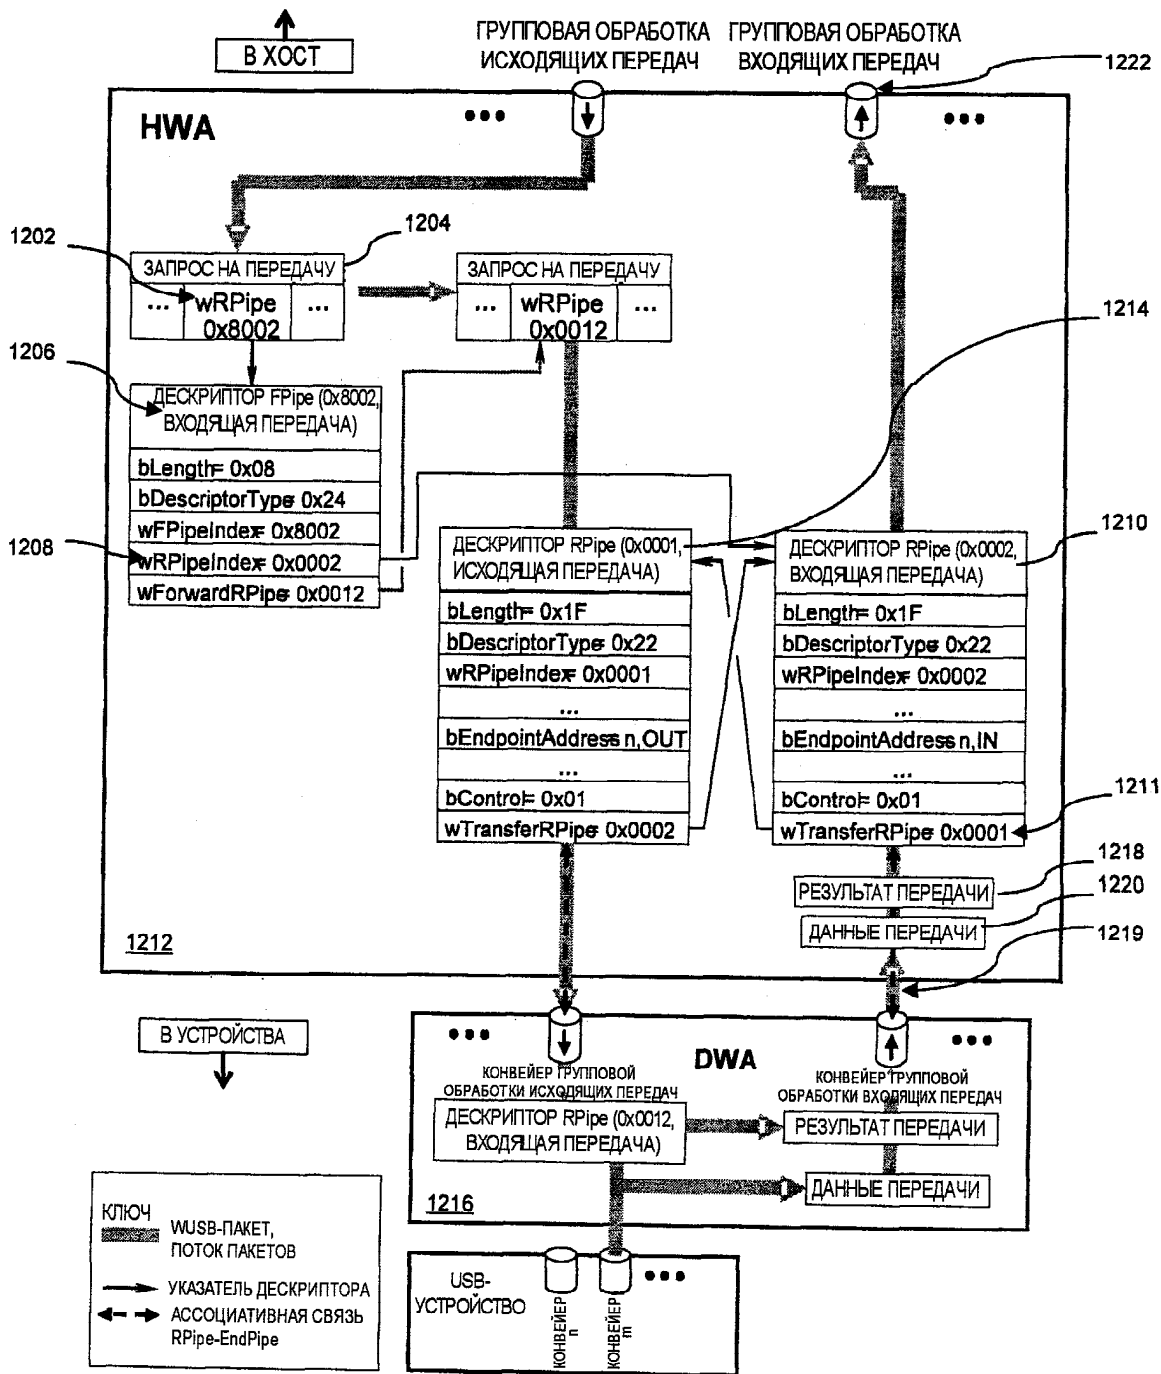 В ХОСТ
ГРУППОВАЯ ОБРАБОТКА
ИСХОДЯЩИХ ПЕРЕДАЧ
ГРУППОВАЯ ОБРАБОТКА
ВХОДЯЩИХ ПЕРЕДАЧ
1222
HWA
•••
•••
1202
1204
ЗАПРОС НА ПЕРЕДАЧУ
...
wRPipe
0x8002
...
ЗАПРОС НА ПЕРЕДАЧУ
...
wRPipe
0x0012
...
1214
1206
ДЕСКРИПТОР FPipe (0x8002,
ВХОДЯЩАЯ ПЕРЕДАЧА)
bLength= 0x08
bDescriptorType= 0x24
wFPipeIndex= 0x8002
wRPipeIndex= 0x0002
wForwardRPipe= 0x0012
1208
ДЕСКРИПТОР RPipe (0x0001,
ИСХОДЯЩАЯ ПЕРЕДАЧА)
bLength= 0x1F
bDescriptorType= 0x22
wRPipeIndex= 0x0001
...
bEndpointAddress= n,OUT
...
bControl= 0x01
wTransferRPipe= 0x0002
1210
ДЕСКРИПТОР RPipe (0x0002,
ВХОДЯЩАЯ ПЕРЕДАЧА)
bLength= 0x1F
bDescriptorType= 0x22
wRPipeIndex= 0x0002
...
bEndpointAddress= n,IN
...
bControl= 0x01
wTransferRPipe= 0x0001
1211
РЕЗУЛЬТАТ ПЕРЕДАЧИ
1218
ДАННЫЕ ПЕРЕДАЧИ
1220
1219
1212
В УСТРОЙСТВА
•••
DWA
•••
КОНВЕЙЕР ГРУППОВОЙ
ОБРАБОТКИ ИСХОДЯЩИХ ПЕРЕДАЧ
КОНВЕЙЕР ГРУППОВОЙ
ОБРАБОТКИ ВХОДЯЩИХ ПЕРЕДАЧ
ДЕСКРИПТОР RPipe (0x0012,
ВХОДЯЩАЯ ПЕРЕДАЧА)
РЕЗУЛЬТАТ ПЕРЕДАЧИ
ДАННЫЕ ПЕРЕДАЧИ
1216
КЛЮЧ
WUSB-ПАКЕТ,
ПОТОК ПАКЕТОВ
УКАЗАТЕЛЬ ДЕСКРИПТОРА
АССОЦИАТИВНАЯ СВЯЗЬ
RPipe-EndPipe
USB-
УСТРОЙСТВО
КОНВЕЙЕР
n
КОНВЕЙЕР
m
•••